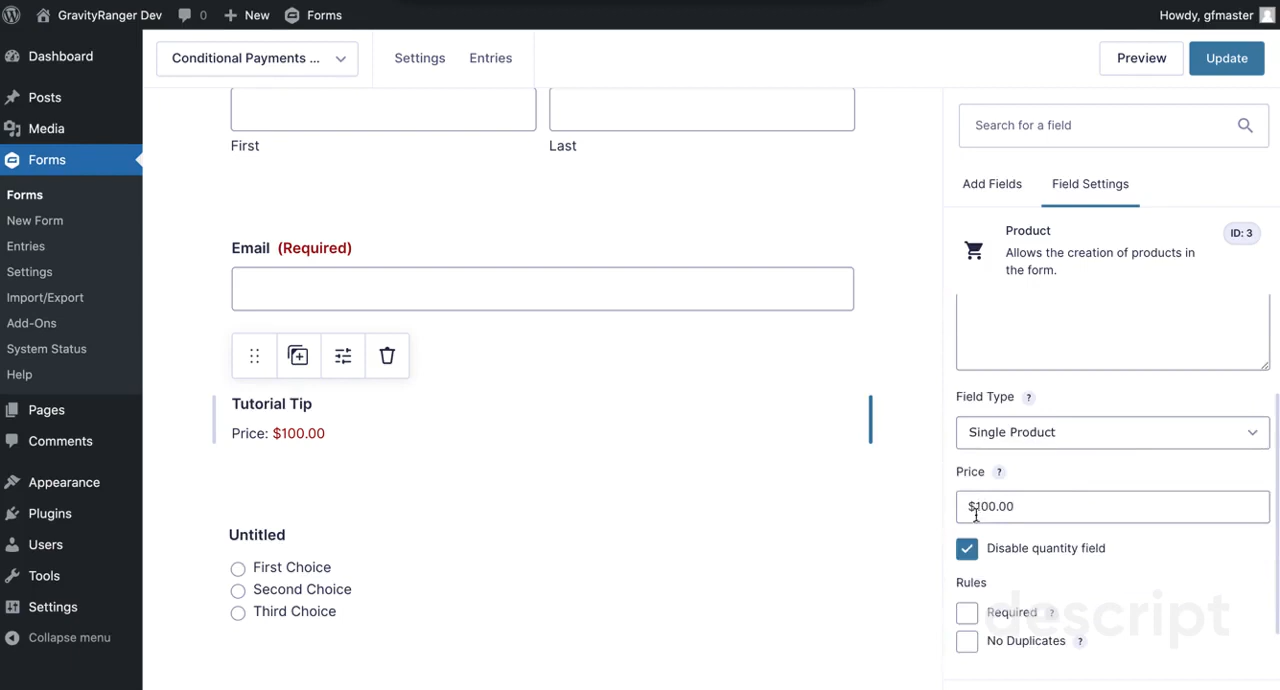 GravityRanger Dev
0
New
Forms
Howdy, gfmaster
Dashboard
Posts
Media
Forms
Forms
New Form
Entries
Settings
Import/Export
Add-Ons
System Status
Help
Pages
Comments
Appearance
Plugins
Users
Tools
Settings
Collapse menu
Conditional Payments ...
Settings
Entries
Preview
Update
First
Last
Email (Required)
Tutorial Tip
Price: $100.00
Untitled
First Choice
Second Choice
Third Choice
Search for a field
Add Fields
Field Settings
Product
ID: 3
Allows the creation of products in
the form.
Field Type ?
Single Product
Price ?
$100.00
Disable quantity field
Rules
Required ?
No Duplicates ?
descript